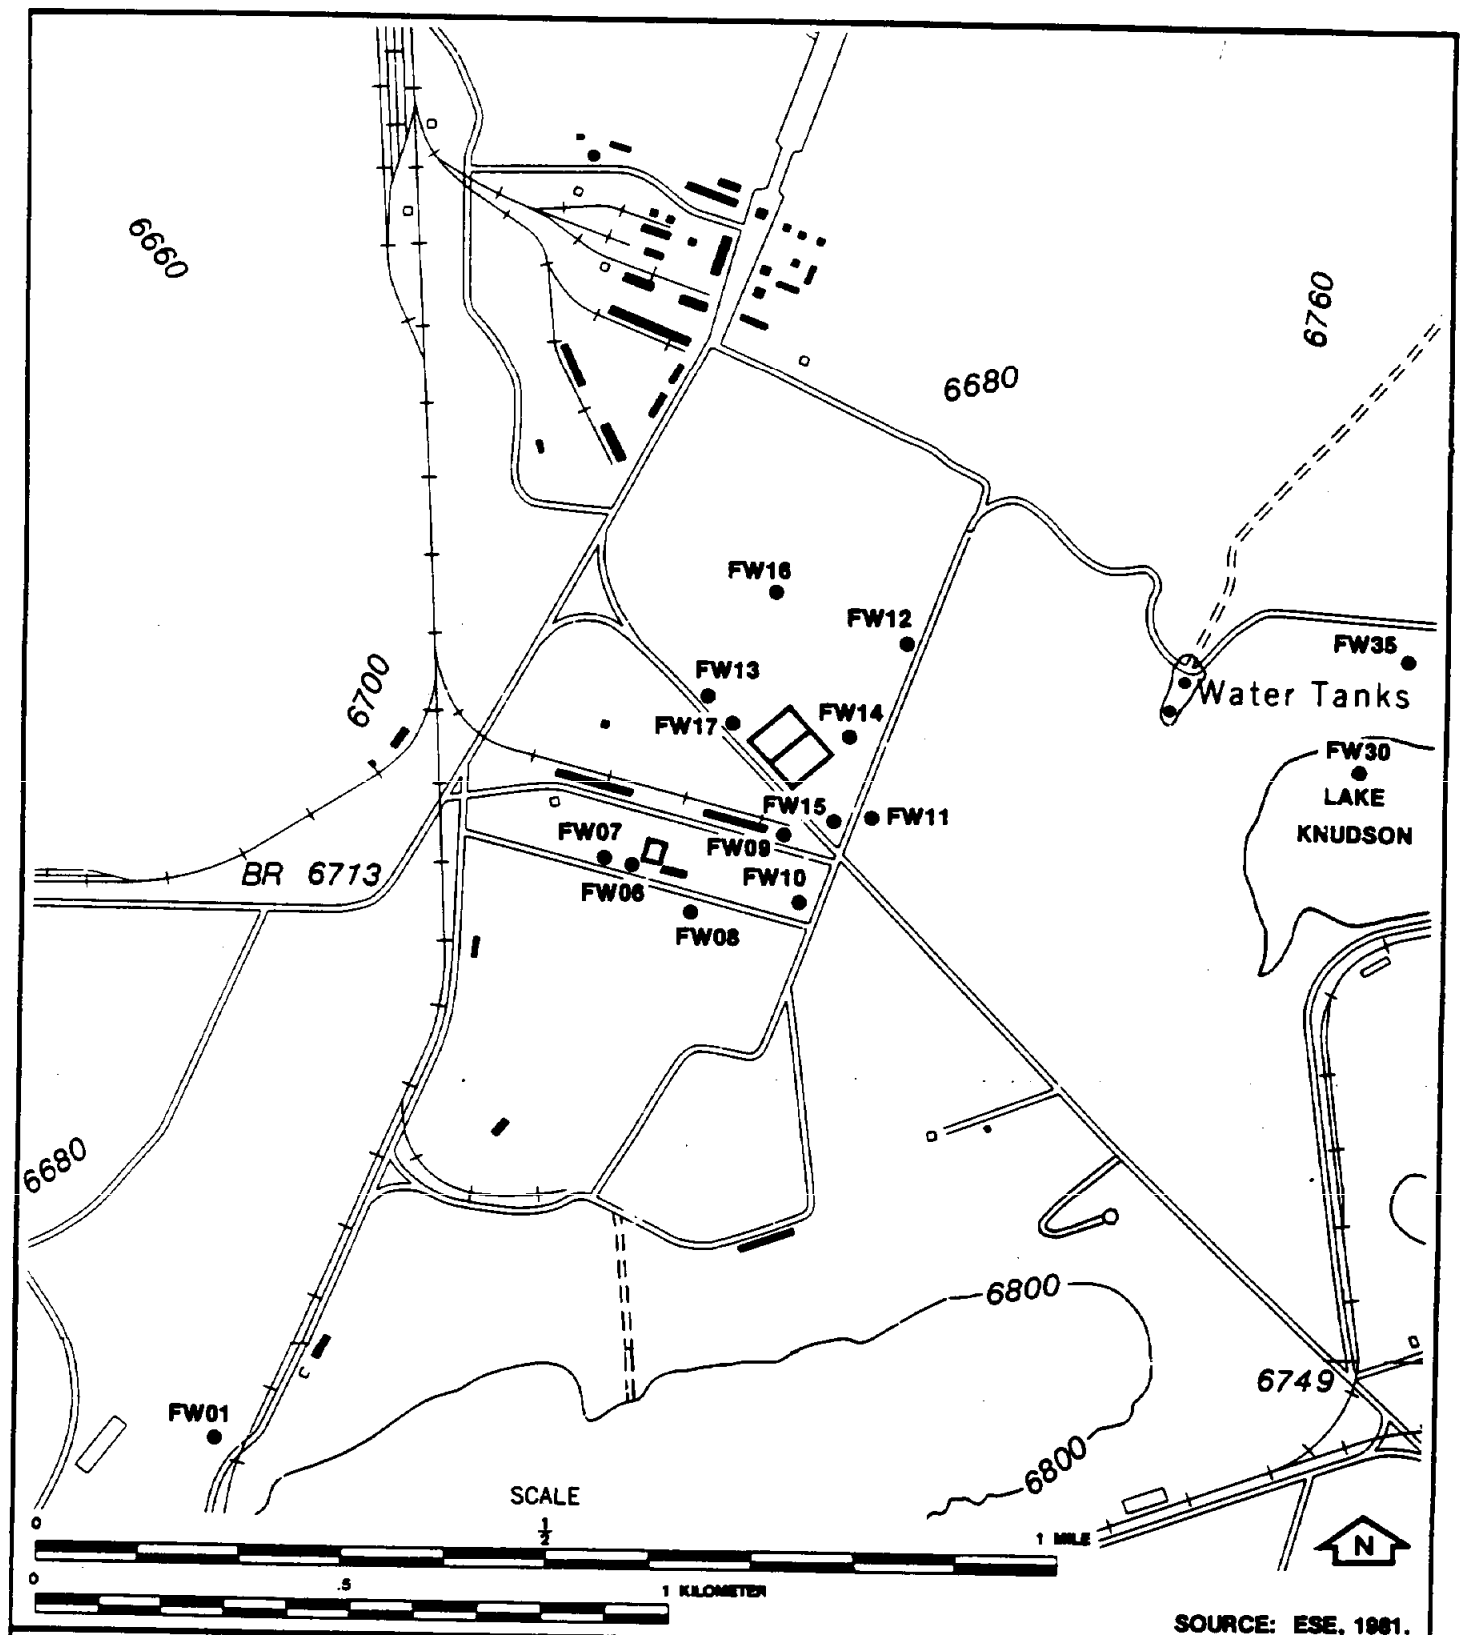 6660
6760
6680
FW16
FW12
FW35
FW13
6700
Water Tanks
FW17
FW14
FW30
LAKE
KNUDSON
FW15
FW11
FW07
FW09
BR 6713
FW10
FW06
FW08
6680
6800
6749
FW01
6800
SCALE
0
1/2
1 MILE
N
0
.5
1 KILOMETER
SOURCE: ESE, 1981.